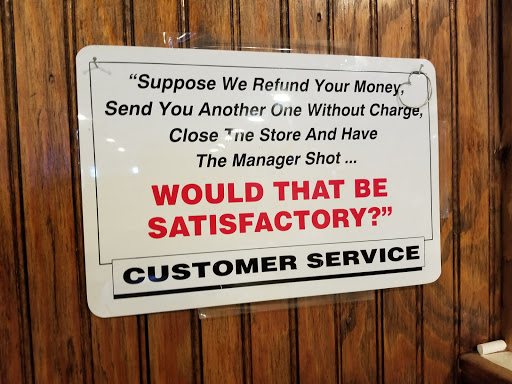 "Suppose We Refund Your Money,
Send You Another One Without Charge,
Close The Store And Have
The Manager Shot ...
WOULD THAT BE
SATISFACTORY?"
CUSTOMER SERVICE